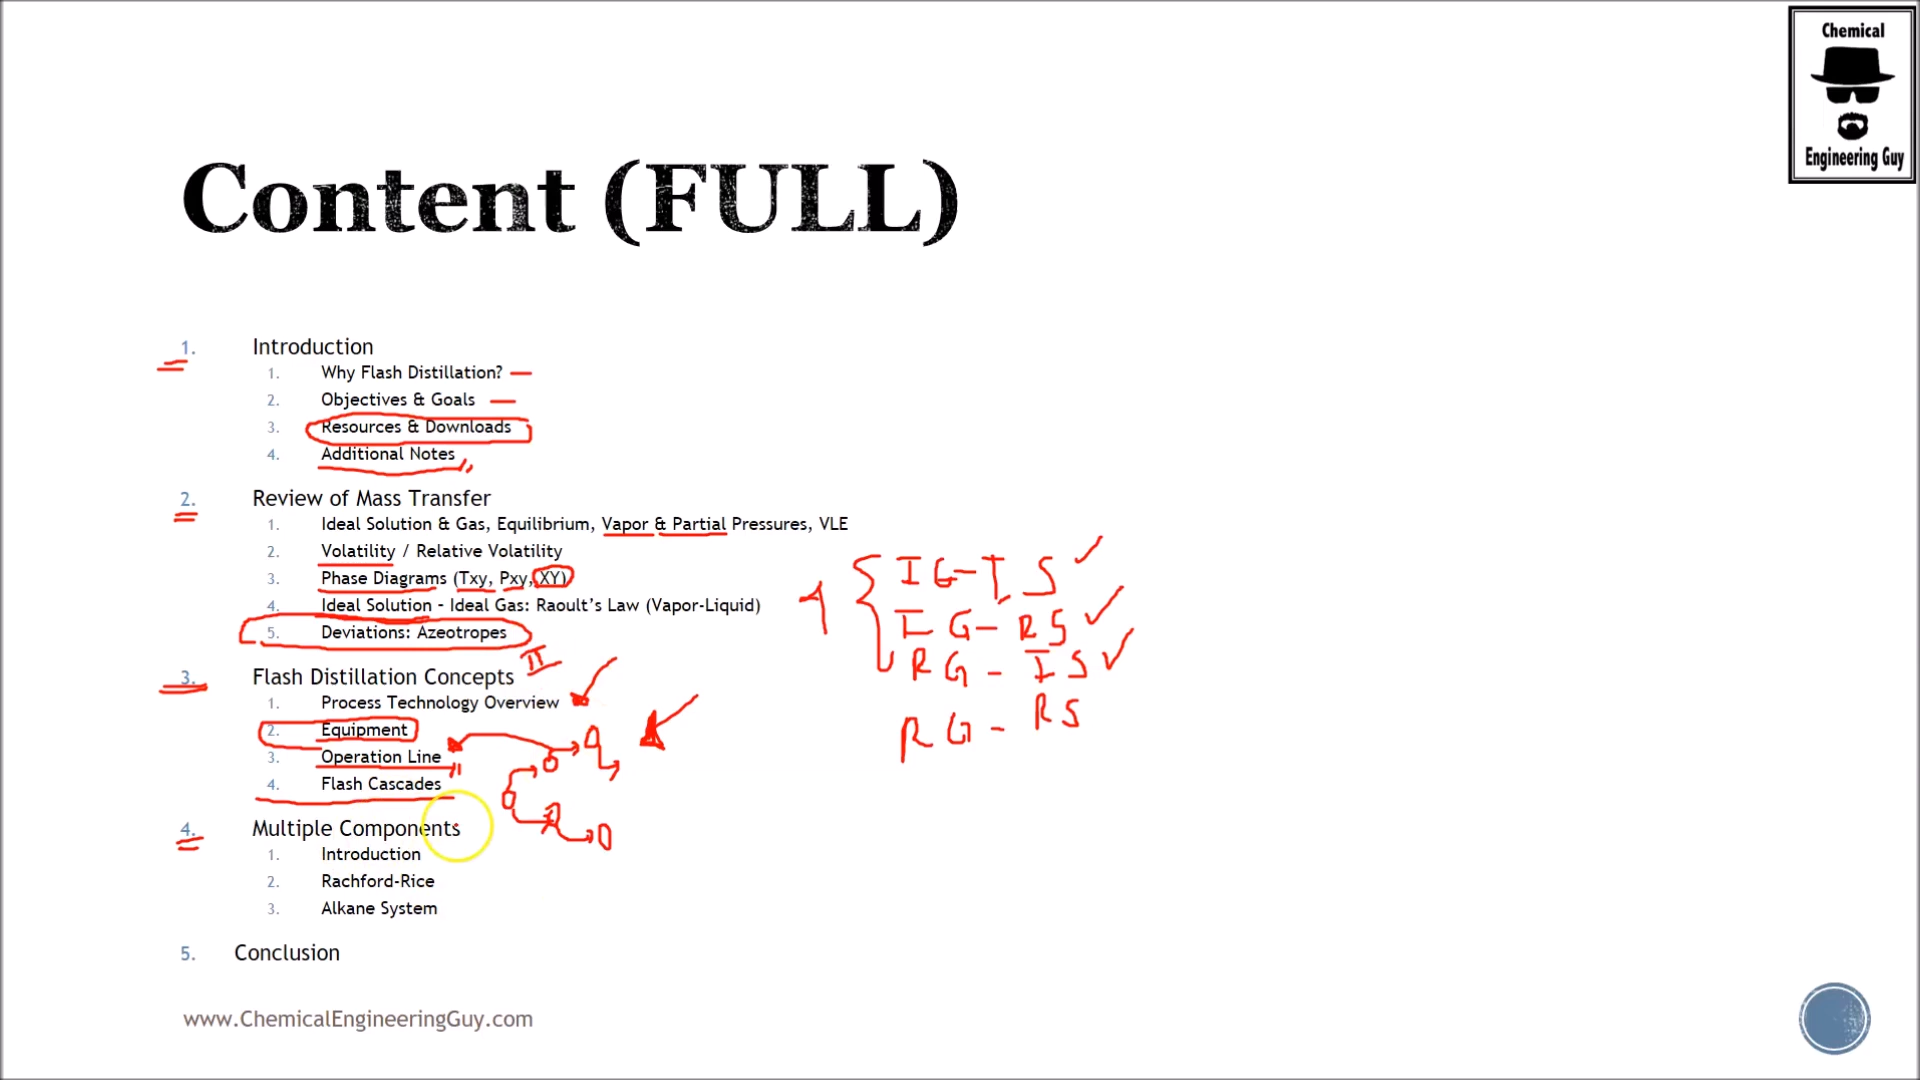 Chemical
Engineering Guy
Content (FULL)
1. Introduction
1. Why Flash Distillation?
2. Objectives & Goals
3. Resources & Downloads
4. Additional Notes
2. Review of Mass Transfer
1. Ideal Solution & Gas, Equilibrium, Vapor & Partial Pressures, VLE
2. Volatility / Relative Volatility
3. Phase Diagrams (Txy, Pxy, XY)
4. Ideal Solution – Ideal Gas: Raoult's Law (Vapor-Liquid)
5. Deviations: Azeotropes
II
IG-IS
IG-RS
RG-IS
RG-RS
3. Flash Distillation Concepts
1. Process Technology Overview
2. Equipment
3. Operation Line
4. Flash Cascades
4. Multiple Components
1. Introduction
2. Rachford-Rice
3. Alkane System
5. Conclusion
www.ChemicalEngineeringGuy.com